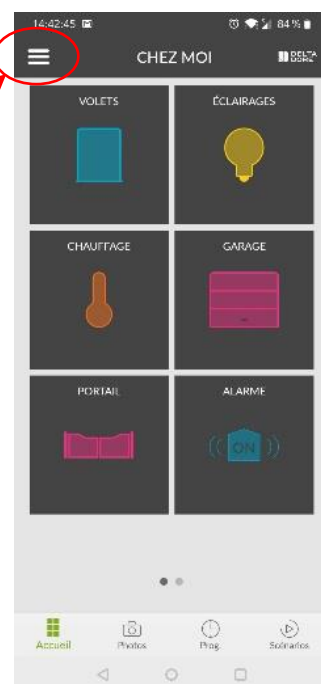 14:42:45 84 %
CHEZ MOI DELTA DORE
VOLETS ÉCLAIRAGES
CHAUFFAGE GARAGE
PORTAIL ALARME
ON
Accueil Photos Prog. Scénarios